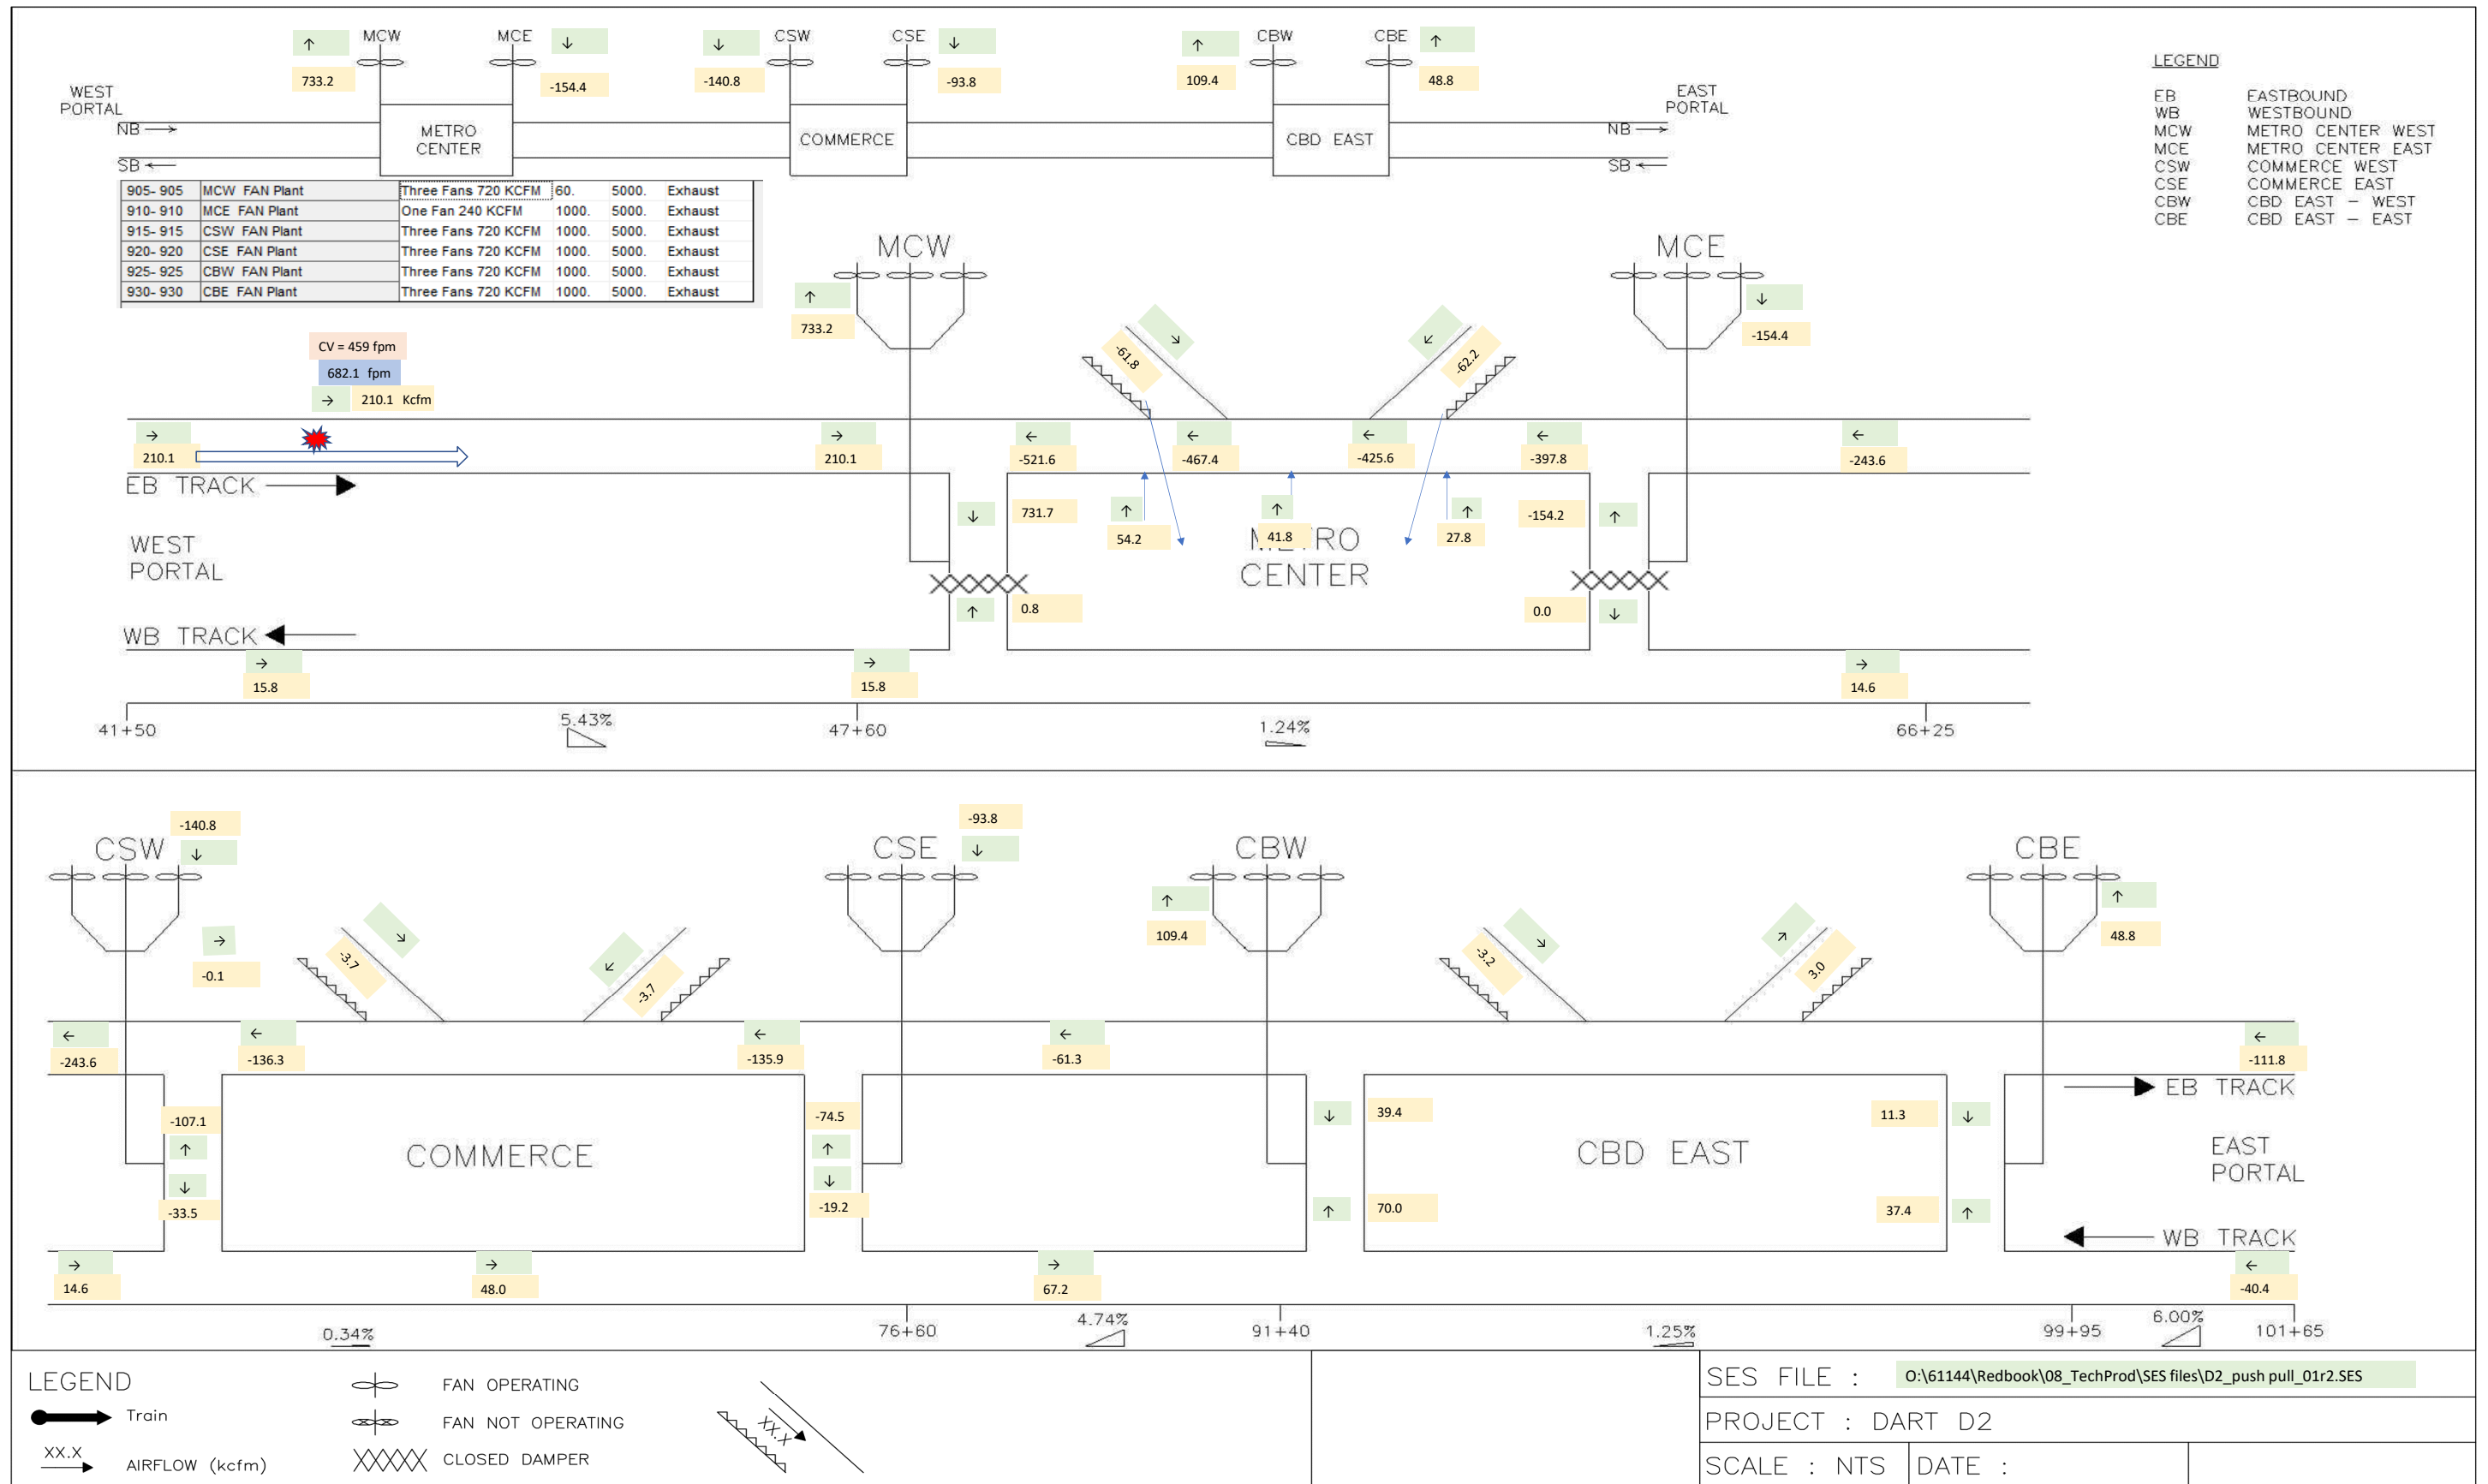 MCW
MCE
CSW
CSE
CBW
CBE
↑
↓
↓
↓
↑
↑
733.2
-154.4
-140.8
-93.8
109.4
48.8
WEST
PORTAL
EAST
PORTAL
NB →
SB ←
METRO
CENTER
COMMERCE
CBD EAST
NB →
SB ←
LEGEND
EB EASTBOUND
WB WESTBOUND
MCW METRO CENTER WEST
MCE METRO CENTER EAST
CSW COMMERCE WEST
CSE COMMERCE EAST
CBW CBD EAST – WEST
CBE CBD EAST – EAST
905- 905 MCW FAN Plant Three Fans 720 KCFM 60. 5000. Exhaust
910- 910 MCE FAN Plant One Fan 240 KCFM 1000. 5000. Exhaust
915- 915 CSW FAN Plant Three Fans 720 KCFM 1000. 5000. Exhaust
920- 920 CSE FAN Plant Three Fans 720 KCFM 1000. 5000. Exhaust
925- 925 CBW FAN Plant Three Fans 720 KCFM 1000. 5000. Exhaust
930- 930 CBE FAN Plant Three Fans 720 KCFM 1000. 5000. Exhaust
MCW
MCE
↑
733.2
↓
-154.4
CV = 459 fpm
682.1 fpm
→ 210.1 Kcfm
-61.8
↘
↙
-62.2
→
210.1
→
210.1
←
-521.6
←
-467.4
←
-425.6
←
-397.8
←
-243.6
EB TRACK
WEST
PORTAL
↓ 731.7
↑
54.2
↑
41.8
↑
27.8
-154.2 ↑
METRO
CENTER
↑ 0.8
0.0 ↓
WB TRACK
→
15.8
→
15.8
→
14.6
41+50
5.43%
47+60
1.24%
66+25
CSW
-140.8
↓
CSE
-93.8
↓
CBW
↑
109.4
CBE
↑
48.8
→
-0.1
-3.7
↘
↙
-3.7
-3.2
↘
↗
3.0
←
-243.6
←
-136.3
←
-135.9
←
-61.3
←
-111.8
EB TRACK
-107.1
↑
↓
-33.5
COMMERCE
-74.5
↑
↓
-19.2
↓ 39.4
↑ 70.0
CBD EAST
11.3 ↓
37.4 ↑
EAST
PORTAL
WB TRACK
→
14.6
→
48.0
→
67.2
←
-40.4
0.34%
76+60
4.74%
91+40
1.25%
99+95
6.00%
101+65
LEGEND
Train
XX.X
AIRFLOW (kcfm)
FAN OPERATING
FAN NOT OPERATING
CLOSED DAMPER
XX.X
SES FILE : O:\61144\Redbook\08_TechProd\SES files\D2_push pull_01r2.SES
PROJECT : DART D2
SCALE : NTS
DATE :